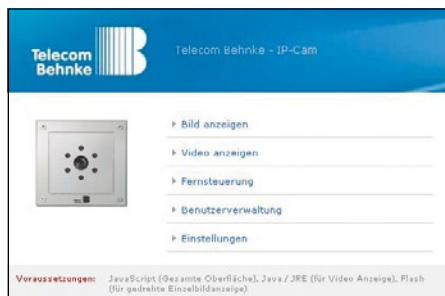 Telecom
Behnke
Telecom Behnke - IP-Cam
Bild anzeigen
Video anzeigen
Fernsteuerung
Benutzerverwaltung
Einstellungen
Voraussetzungen: JavaScript (Gesamte Oberfläche), Java / JRE (für Video Anzeige), Flash
(für gedrehte Einzelbildanzeige)